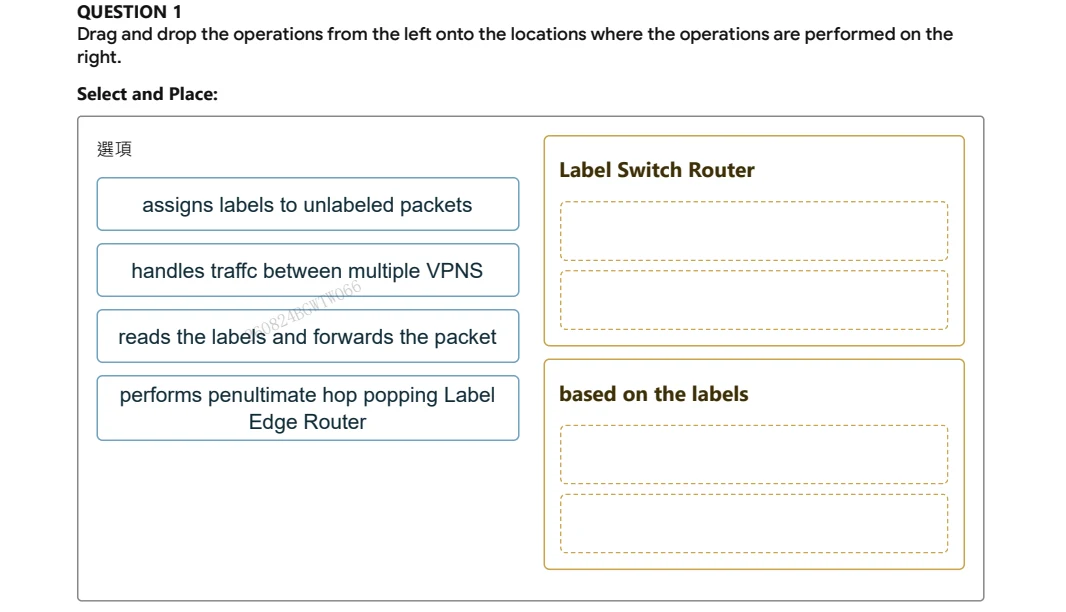 QUESTION 1
Drag and drop the operations from the left onto the locations where the operations are performed on the
right.
Select and Place:
選項
assigns labels to unlabeled packets
handles traffc between multiple VPNS
reads the labels and forwards the packet
performs penultimate hop popping Label
Edge Router
Label Switch Router
based on the labels